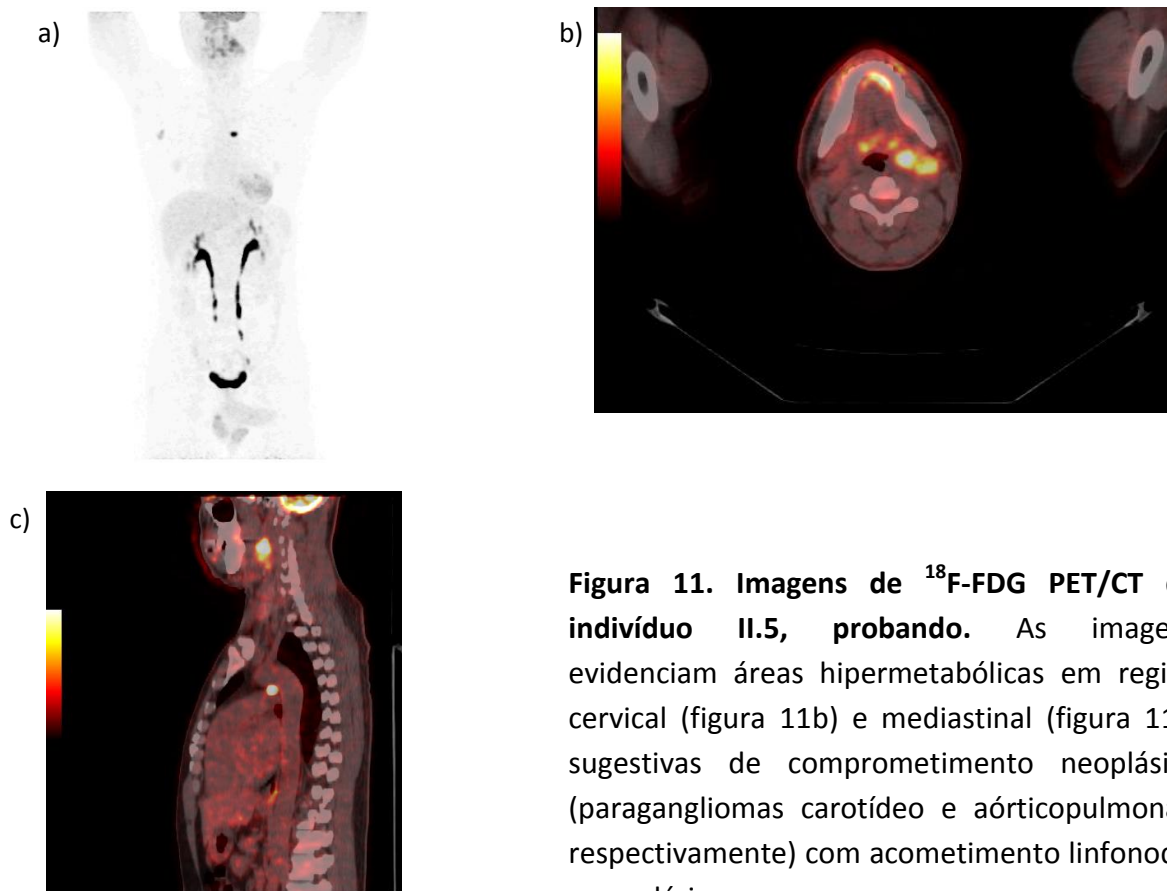 a)
b)
c)
Figura 11. Imagens de ¹⁸F-FDG PET/CT
indivíduo II.5, probando. As image
evidenciam áreas hipermetabólicas em regi
cervical (figura 11b) e mediastinal (figura 11
sugestivas de comprometimento neoplási
(paragangliomas carotídeo e aórticopulmona
respectivamente) com acometimento linfonod